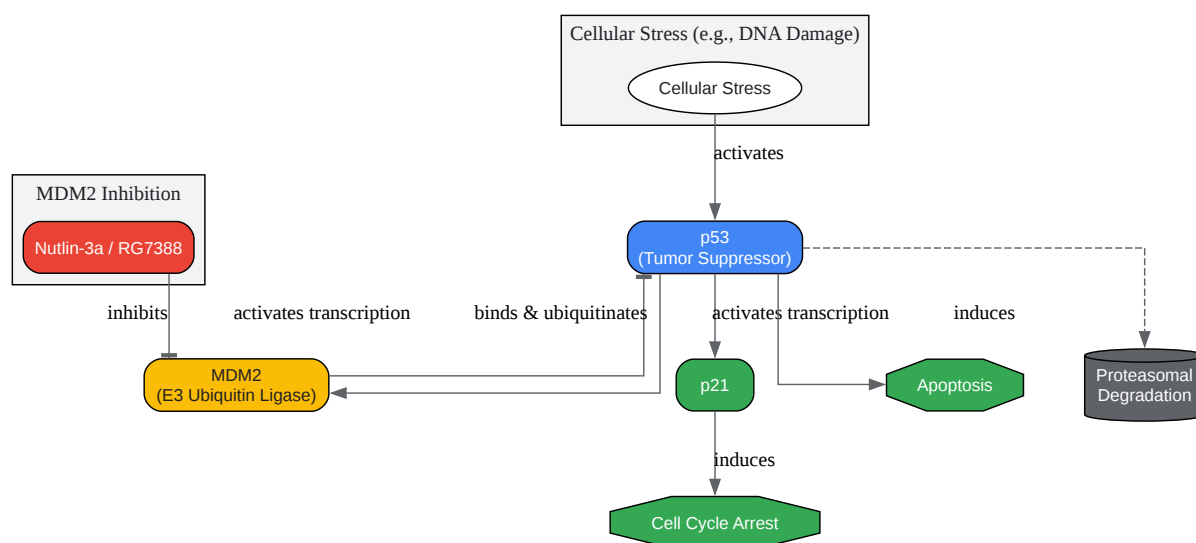 Cellular Stress (e.g., DNA Damage)
Cellular Stress
activates
MDM2 Inhibition
Nutlin-3a / RG7388
p53
(Tumor Suppressor)
inhibits
activates transcription
binds & ubiquitinates
activates transcription
induces
MDM2
(E3 Ubiquitin Ligase)
p21
Apoptosis
Proteasomal
Degradation
induces
Cell Cycle Arrest